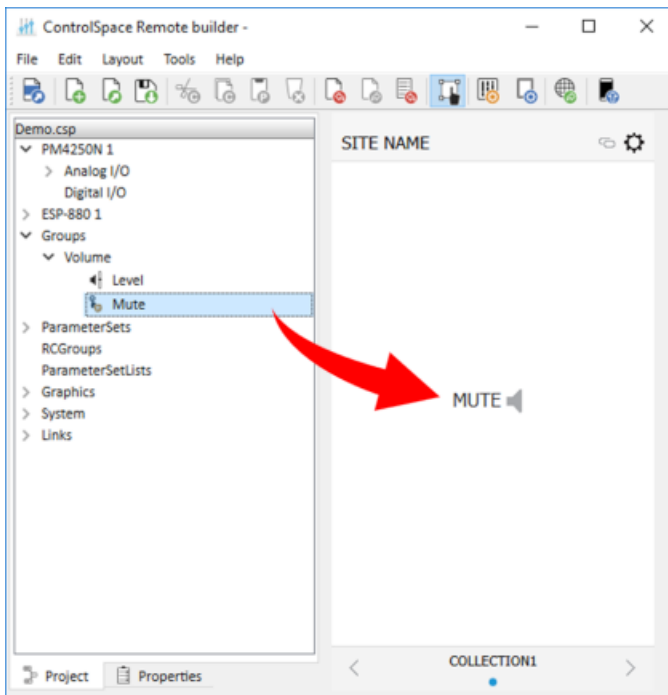 ControlSpace Remote builder -
File Edit Layout Tools Help
Demo.csp
PM4250N 1
Analog I/O
Digital I/O
ESP-880 1
Groups
Volume
Level
Mute
ParameterSets
RCGroups
ParameterSetLists
Graphics
System
Links
Project Properties
SITE NAME
MUTE
COLLECTION1